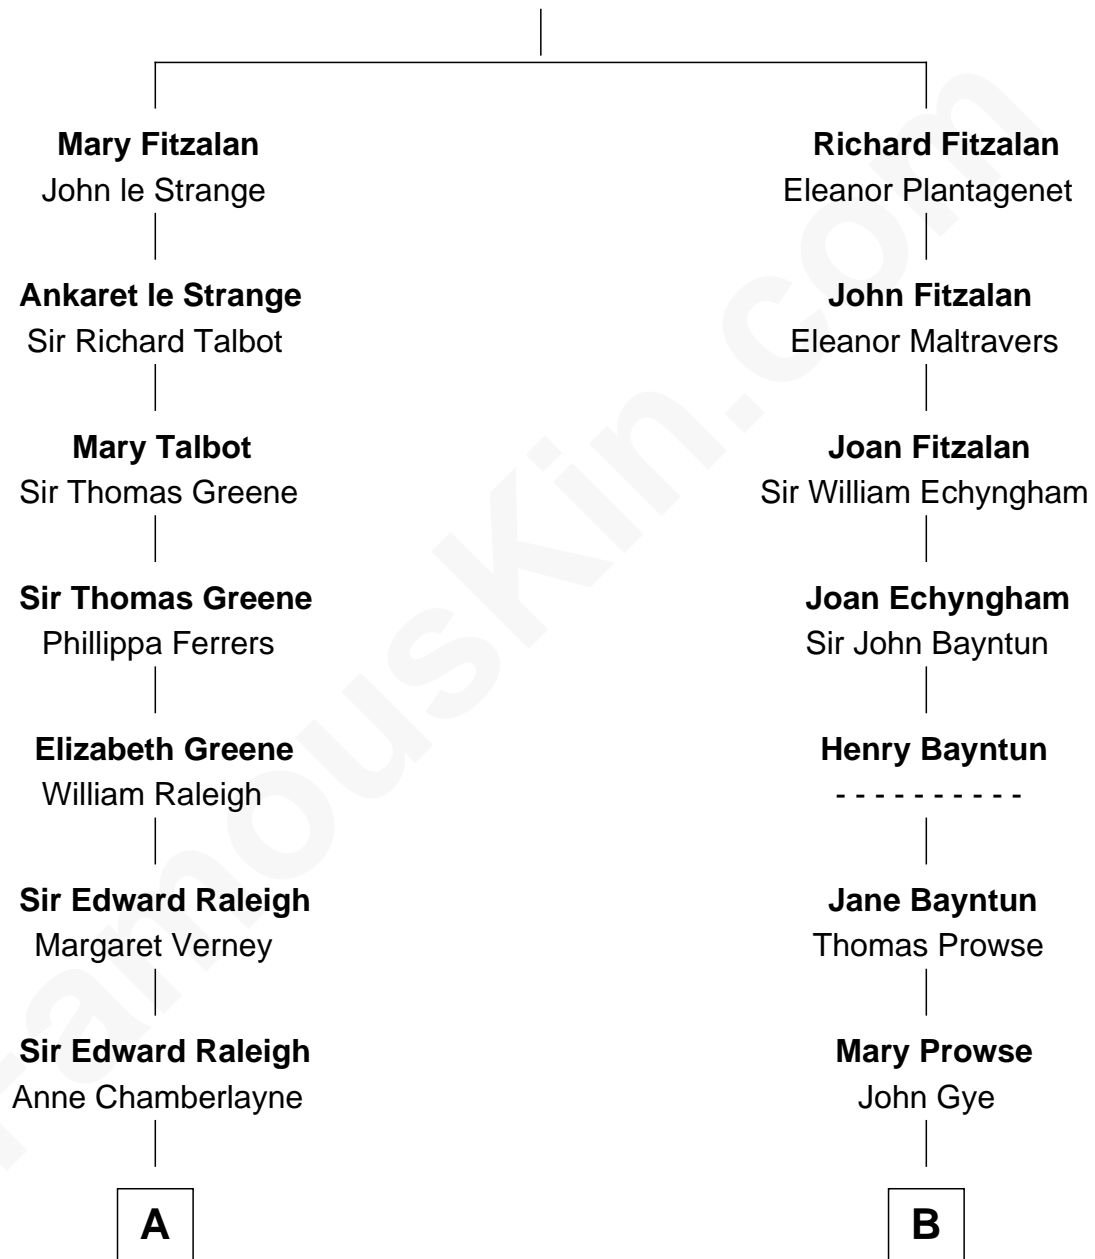 Mary Fitzalan
John le Strange
Ankaret le Strange
Sir Richard Talbot
Mary Talbot
Sir Thomas Greene
Sir Thomas Greene
Phillippa Ferrers
Elizabeth Greene
William Raleigh
Sir Edward Raleigh
Margaret Verney
Sir Edward Raleigh
Anne Chamberlayne
A
Richard Fitzalan
Eleanor Plantagenet
John Fitzalan
Eleanor Maltravers
Joan Fitzalan
Sir William Echyngham
Joan Echyngham
Sir John Bayntun
Henry Bayntun
- - - - - - - - - -
Jane Bayntun
Thomas Prowse
Mary Prowse
John Gye
B
FamousKin.com